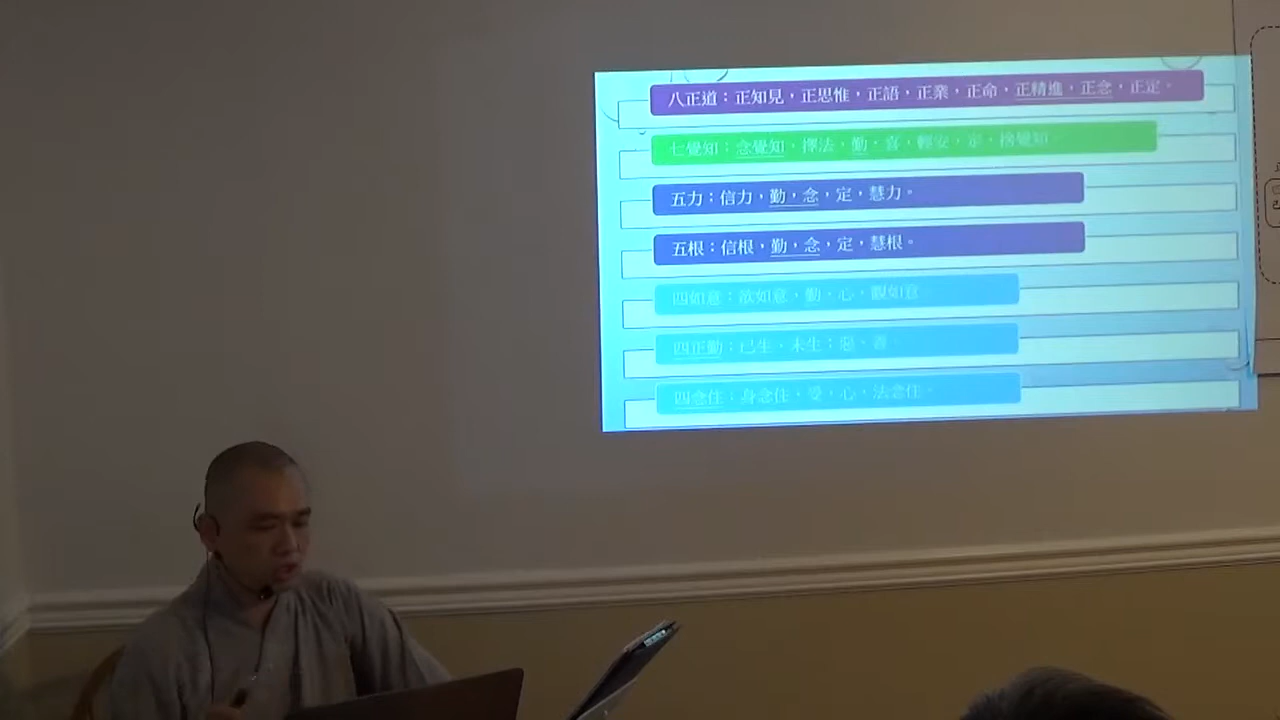 八正道：正知見，正思惟，正語，正業，正命，正精進，正念，正定。
七覺知：念覺知，擇法，勤，喜，輕安，定，捨覺知
五力：信力，勤，念，定，慧力。
五根：信根，勤，念，定，慧根。
四如意：欲如意，勤，心，觀如意
四正勤：已生，未生；惡，善
四念住：身念住，受，心，法念住。